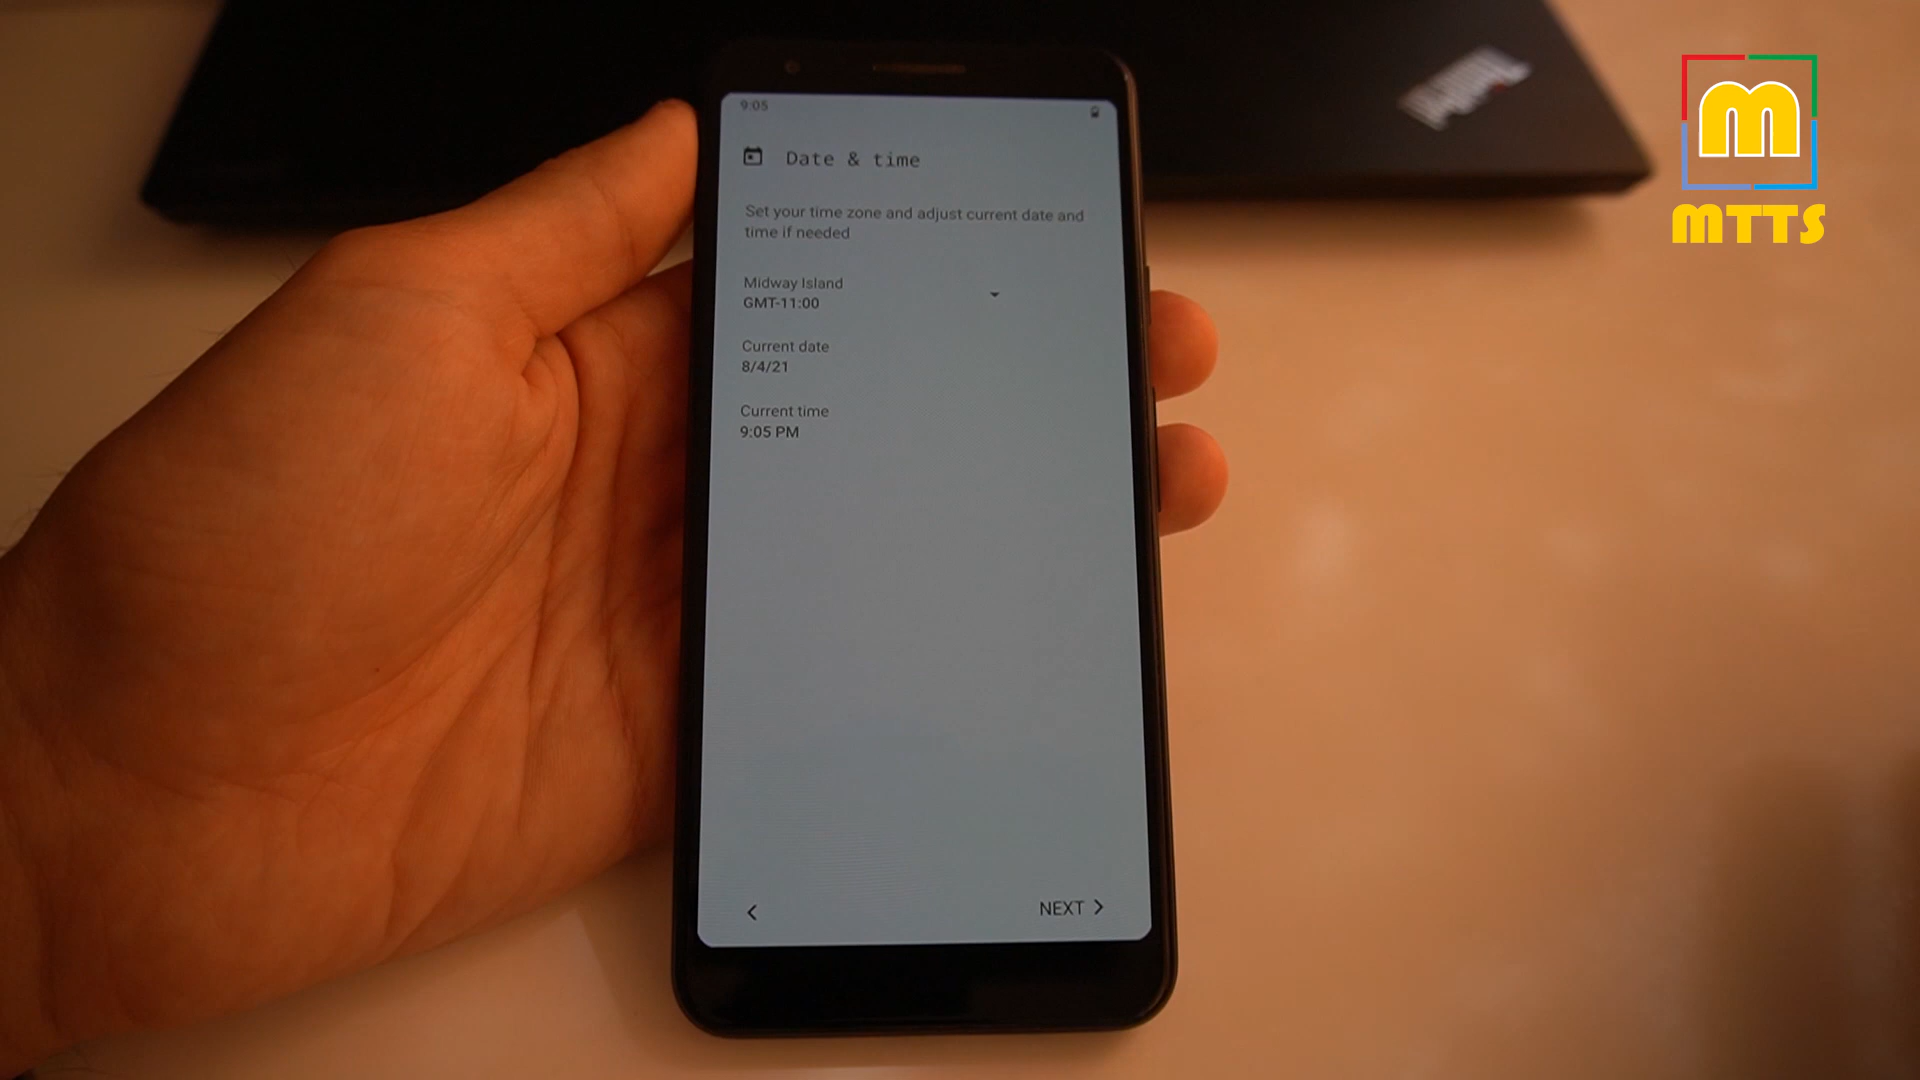 9:05
Date & time
Set your time zone and adjust current date and
time if needed
Midway Island
GMT-11:00
Current date
8/4/21
Current time
9:05 PM
NEXT
M
MTTS
ThinkPad